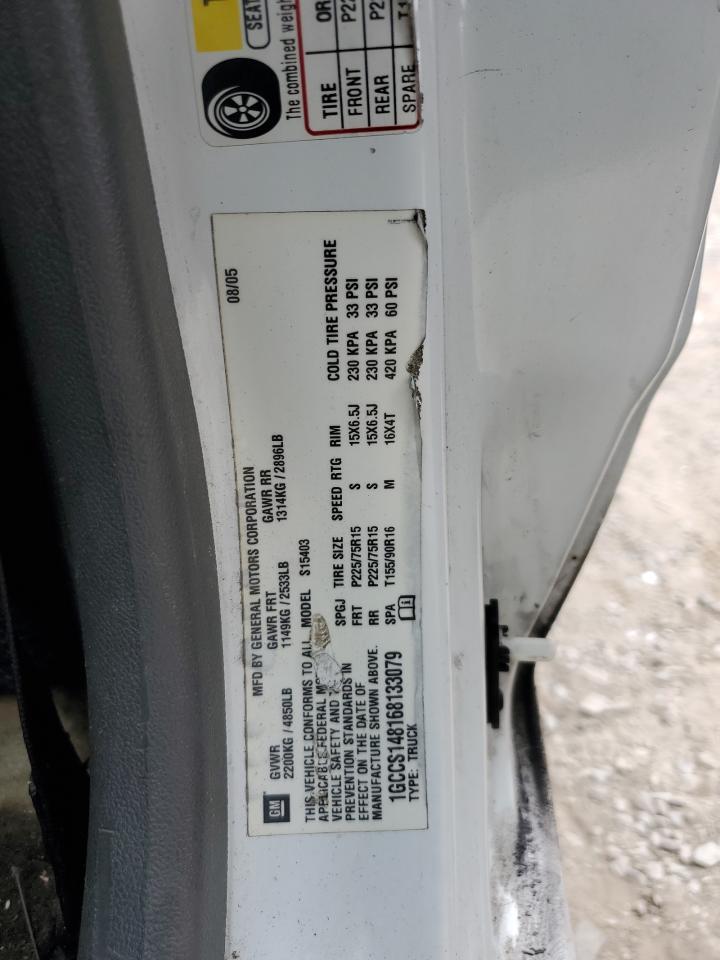 GM
MFD BY GENERAL MOTORS CORPORATION
08/05
GVWR GAWR FRT GAWR RR
2200KG / 4850LB 1149KG / 2533LB 1314KG / 2896LB
THIS VEHICLE CONFORMS TO ALL
APPLICABLE FEDERAL
VEHICLE SAFETY AND
PREVENTION STANDARDS IN
EFFECT ON THE DATE OF
MANUFACTURE SHOWN ABOVE.
1GCCS148168133079
TYPE: TRUCK
MODEL S15403
SPGJ TIRE SIZE SPEED RTG RIM COLD TIRE PRESSURE
FRT P225/75R15 S 15X6.5J 230 KPA 33 PSI
RR P225/75R15 S 15X6.5J 230 KPA 33 PSI
SPA T155/90R16 M 16X4T 420 KPA 60 PSI
SEAT
The combined
TIRE
FRONT
REAR
SPARE